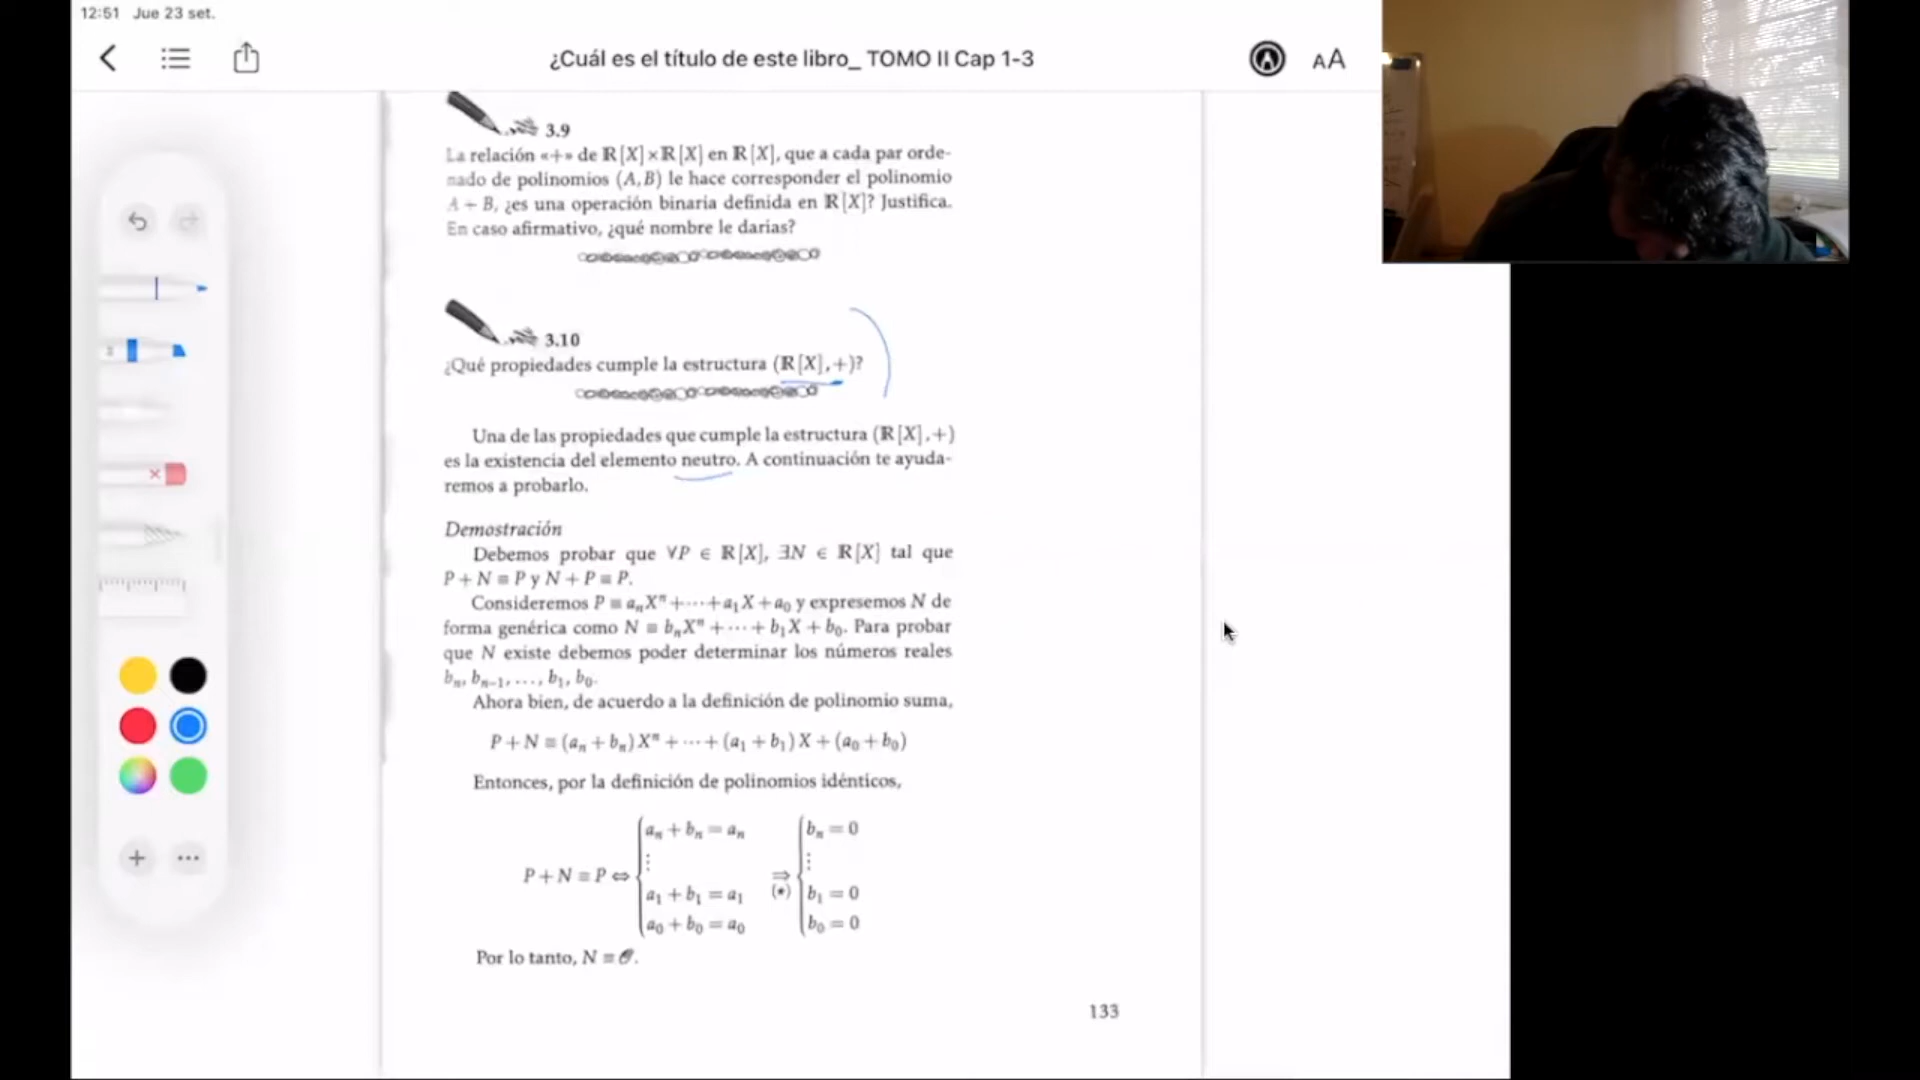 12:51 Jue 23 set.
¿Cuál es el título de este libro_ TOMO II Cap 1-3
AA
3.9
La relación «+» de ℝ[X]×ℝ[X] en ℝ[X], que a cada par orde-
nado de polinomios (A,B) le hace corresponder el polinomio
A + B, ¿es una operación binaria definida en ℝ[X]? Justifica.
En caso afirmativo, ¿qué nombre le darías?
3.10
¿Qué propiedades cumple la estructura (ℝ[X],+)?
Una de las propiedades que cumple la estructura (ℝ[X],+)
es la existencia del elemento neutro. A continuación te ayuda-
remos a probarlo.
Demostración
Debemos probar que ∀P ∈ ℝ[X], ∃N ∈ ℝ[X] tal que
P + N ≡ P y N + P ≡ P.
Consideremos P ≡ aₙXⁿ + ··· + a₁X + a₀ y expresemos N de
forma genérica como N ≡ bₙXⁿ + ··· + b₁X + b₀. Para probar
que N existe debemos poder determinar los números reales
bₙ, bₙ₋₁, ..., b₁, b₀.
Ahora bien, de acuerdo a la definición de polinomio suma,
P + N ≡ (aₙ + bₙ)Xⁿ + ··· + (a₁ + b₁)X + (a₀ + b₀)
Entonces, por la definición de polinomios idénticos,
aₙ + bₙ = aₙ bₙ = 0
⋮ ⋮
P + N ≡ P ⇔ ⇒
a₁ + b₁ = a₁ (*) b₁ = 0
a₀ + b₀ = a₀ b₀ = 0
Por lo tanto, N ≡ 𝒪.
133